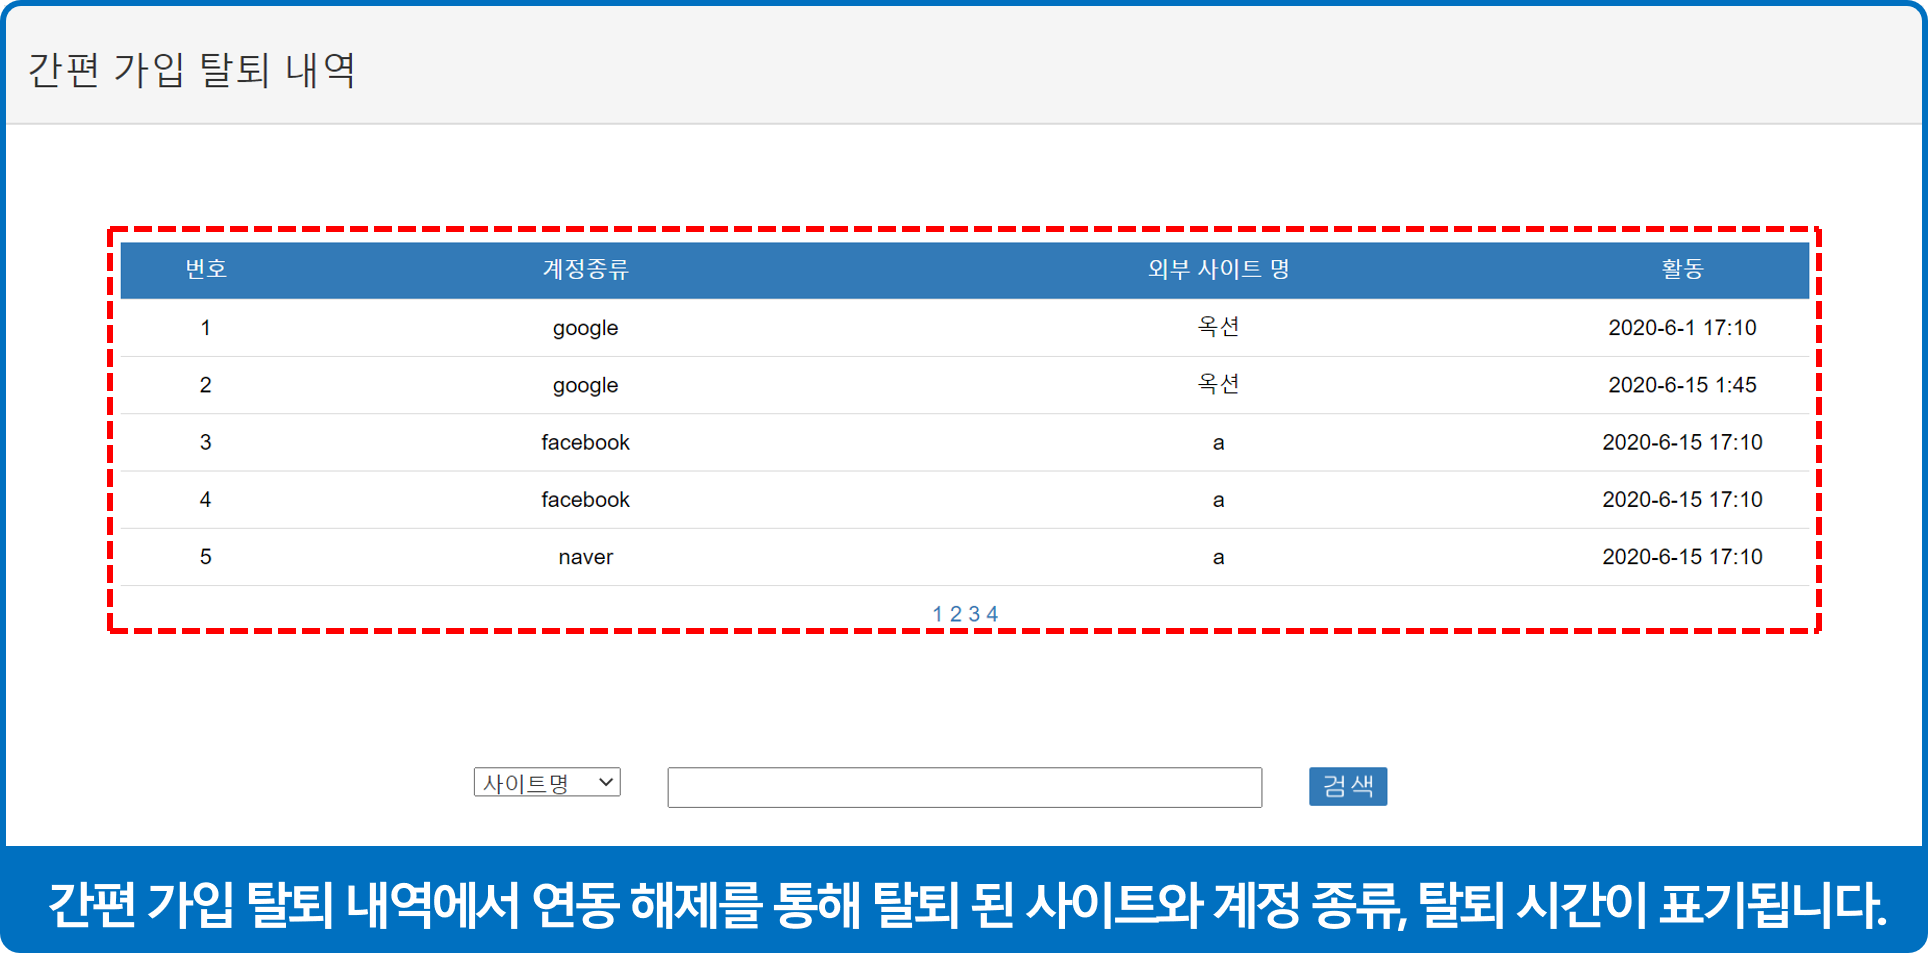 간편 가입 탈퇴 내역
번호 계정종류 외부 사이트 명 활동
1 google 옥션 2020-6-1 17:10
2 google 옥션 2020-6-15 1:45
3 facebook a 2020-6-15 17:10
4 facebook a 2020-6-15 17:10
5 naver a 2020-6-15 17:10
1 2 3 4
사이트명 검색
간편 가입 탈퇴 내역에서 연동 해제를 통해 탈퇴 된 사이트와 계정 종류, 탈퇴 시간이 표기됩니다.